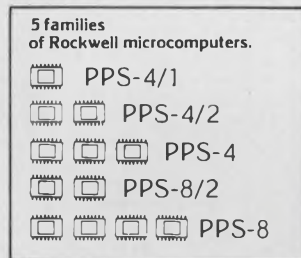 5 families
of Rockwell microcomputers.
PPS-4/1
PPS-4/2
PPS-4
PPS-8/2
PPS-8